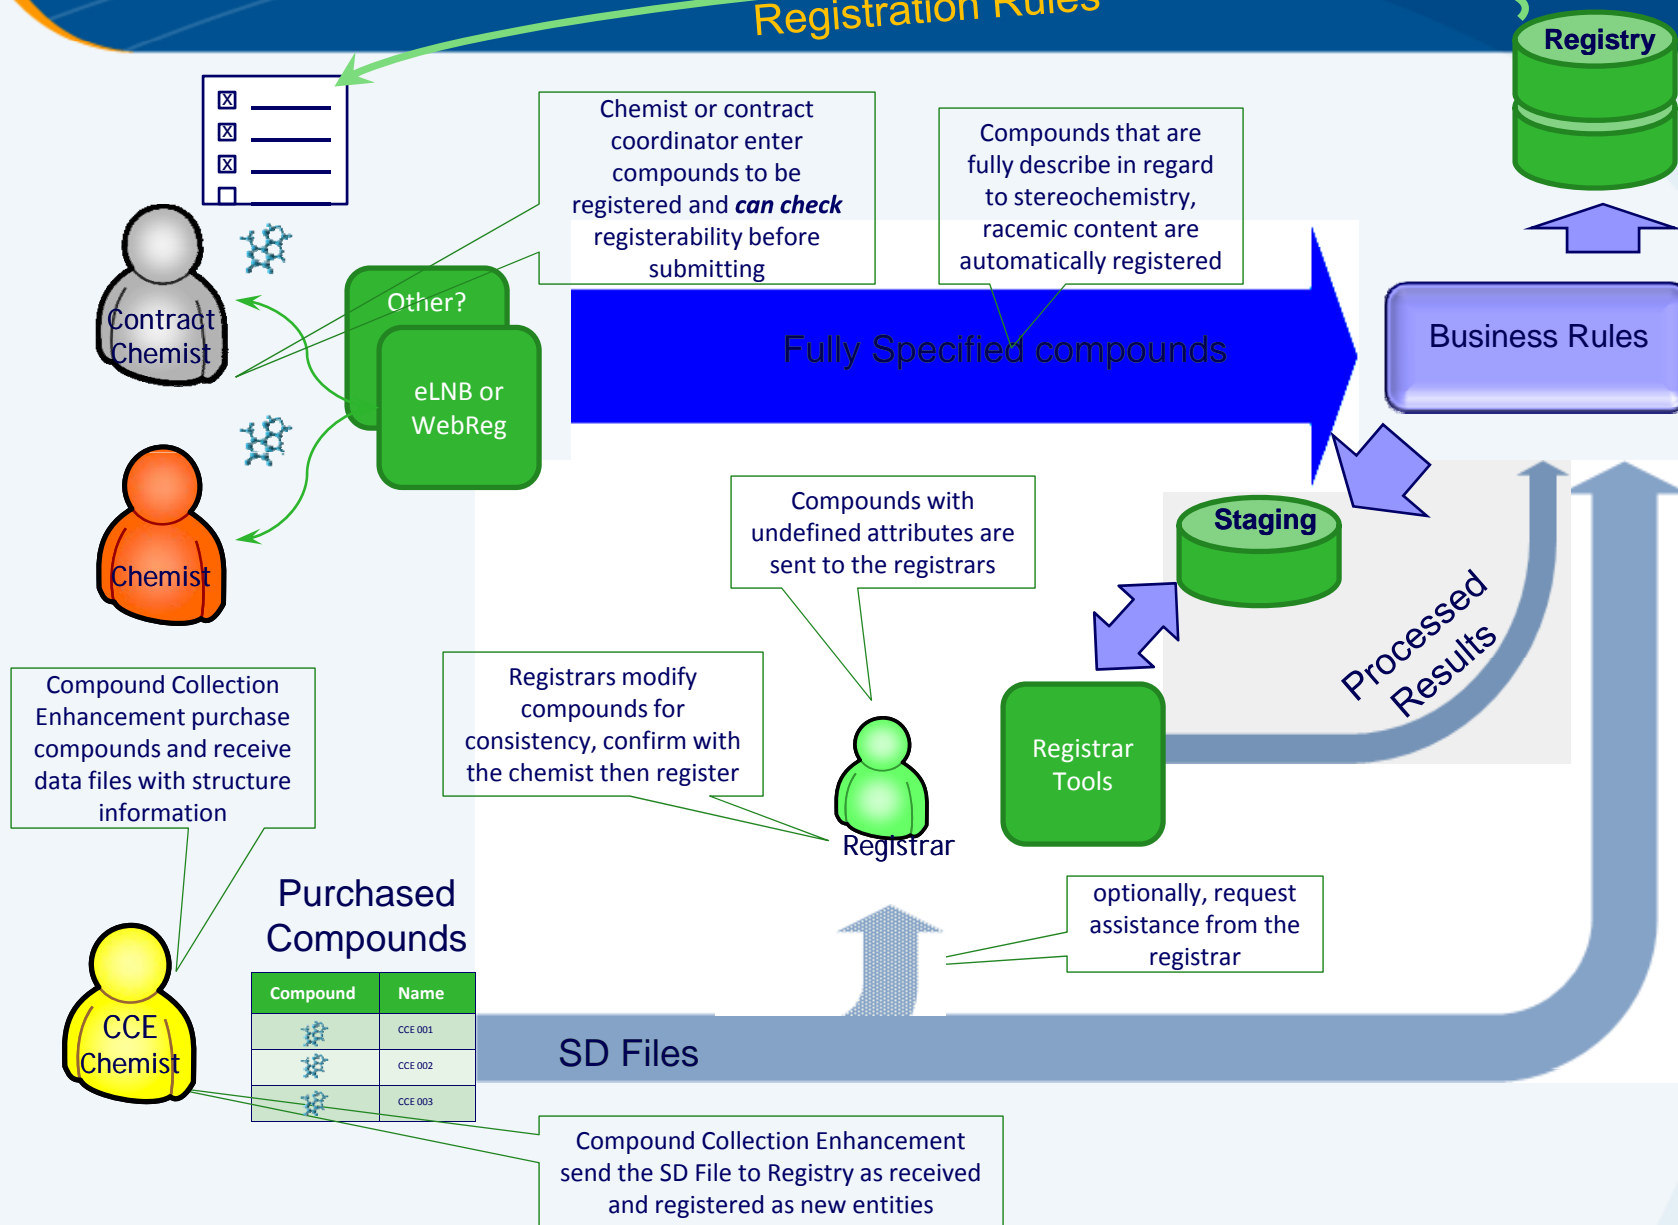 Registration Rules
Registry
X
X
X
Chemist or contract
coordinator enter
compounds to be
registered and can check
registerability before
submitting
Compounds that are
fully describe in regard
to stereochemistry,
racemic content are
automatically registered
Contract
Chemist
Other?
eLNB or
WebReg
Fully Specified compounds
Business Rules
Chemist
Compounds with
undefined attributes are
sent to the registrars
Staging
Processed
Results
Registrars modify
compounds for
consistency, confirm with
the chemist then register
Registrar
Registrar
Tools
Compound Collection
Enhancement purchase
compounds and receive
data files with structure
information
optionally, request
assistance from the
registrar
Purchased
Compounds
CCE
Chemist
Compound Name
CCE 001
CCE 002
CCE 003
SD Files
Compound Collection Enhancement
send the SD File to Registry as received
and registered as new entities